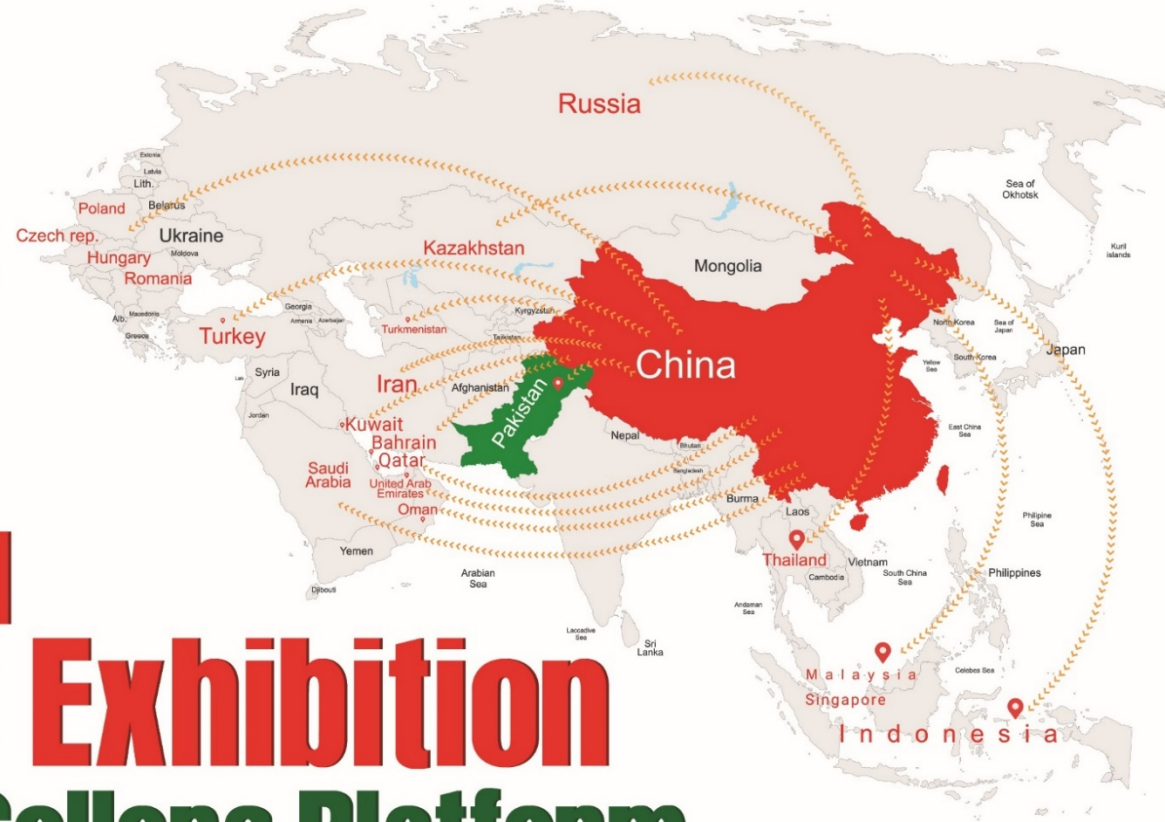 Russia
Sea of
Okhotsk
Estonia
Latvia
Lith.
Poland
Belarus
Czech rep.
Ukraine
Hungary
Moldova
Romania
Kuril
islands
Kazakhstan
Mongolia
Alb.
Macedonia
Greece
Turkey
Georgia
Armenia
Azerbaijan
Turkmenistan
Kyrgyzstan
Tajikistan
North Korea
Sea of
Japan
South Korea
Japan
Yellow
Sea
China
Syria
Leb
Iraq
Iran
Afghanistan
Pakistan
Jordan
Kuwait
Bahrain
Qatar
Saudi
Arabia
United Arab
Emirates
Oman
Yemen
Djibouti
Nepal
Bhutan
Bangladesh
East China
Sea
Burma
Laos
Thailand
Vietnam
Cambodia
South China
Sea
Philipine
Sea
Philippines
Arabian
Sea
Andaman
Sea
Laccadive
Sea
Sri
Lanka
Malaysia
Singapore
Celebes Sea
Indonesia
Exhibition
Platform